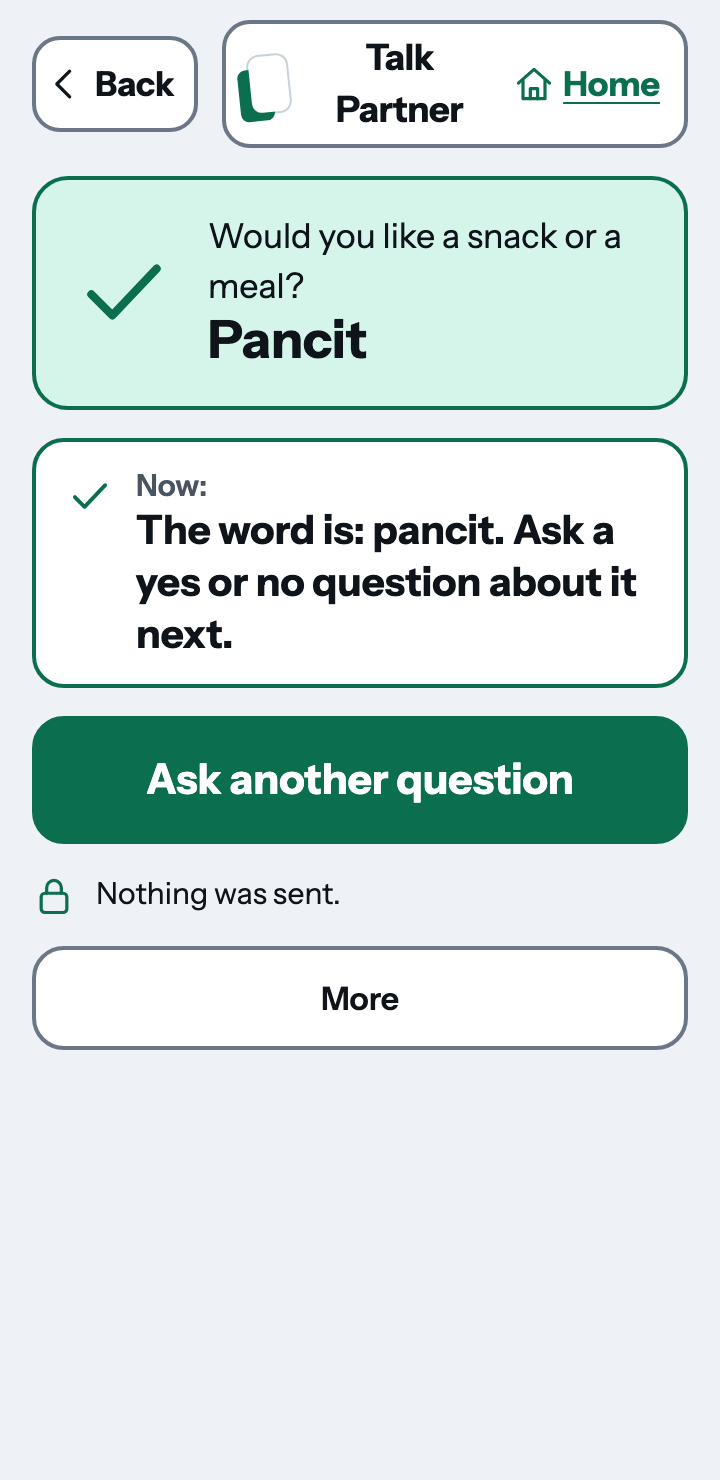 Back
Talk
Partner
Home
Would you like a snack or a
meal?
Pancit
Now:
The word is: pancit. Ask a
yes or no question about it
next.
Ask another question
Nothing was sent.
More